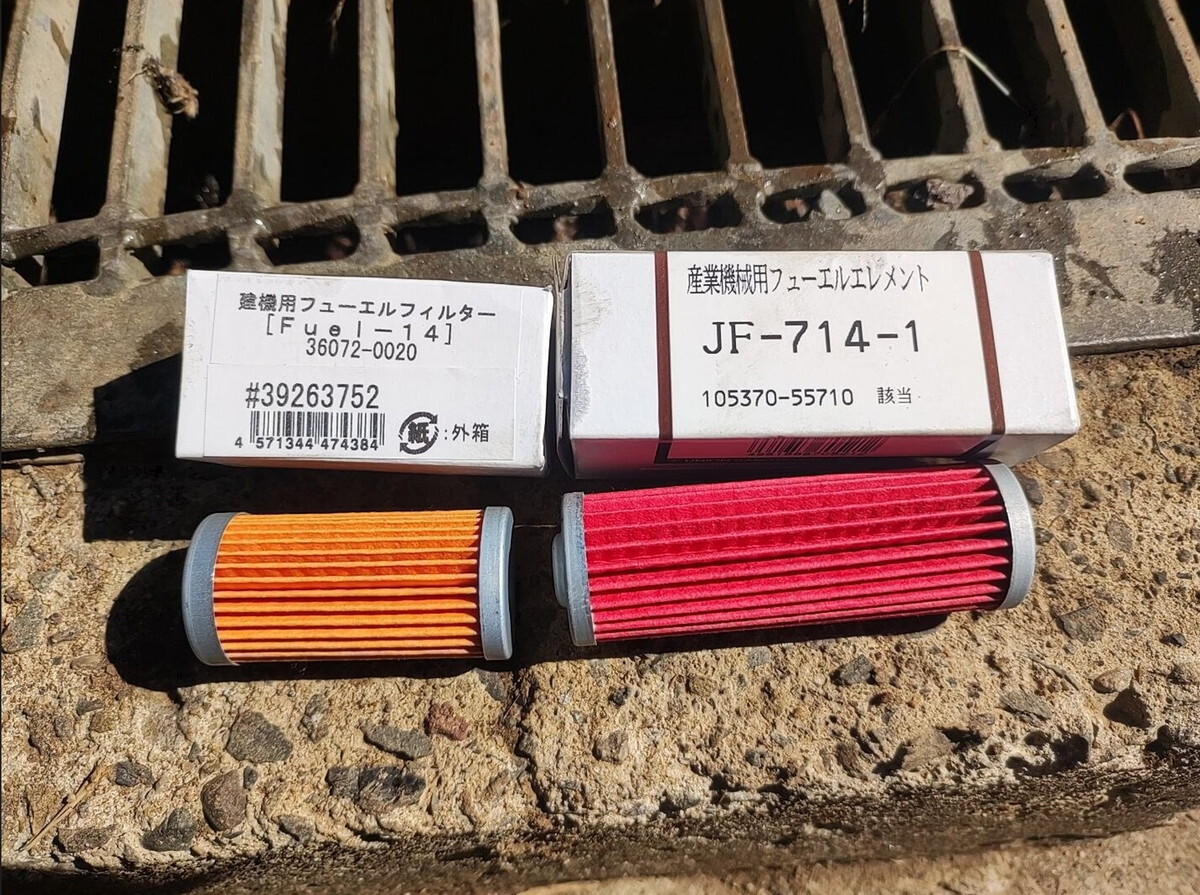 建機用フューエルフィルター
[Fuel-14]
36072-0020
#39263752
4 571344 474384
紙:外箱
産業機械用フューエルエレメント
JF-714-1
105370-55710 該当